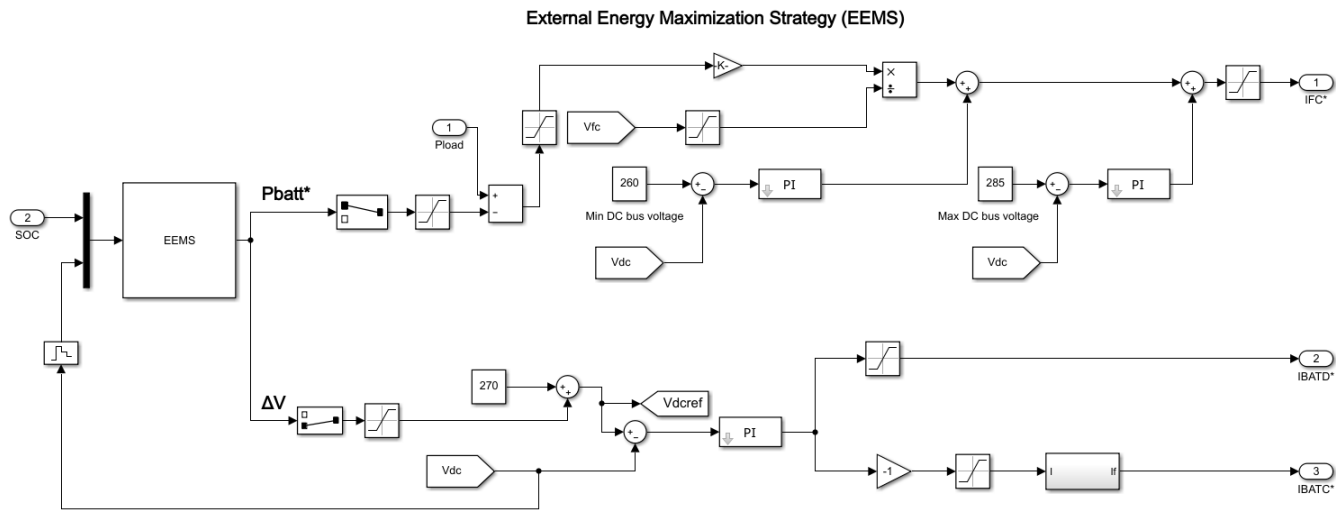 External Energy Maximization Strategy (EEMS)
-K-
×
÷
+
+
+
+
1
IFC*
Vfc
1
Pload
+
−
260
+
−
PI
Min DC bus voltage
285
+
−
PI
Max DC bus voltage
Pbatt*
2
SOC
EEMS
Vdc
Vdc
2
IBATD*
270
+
+
Vdcref
ΔV
+
−
PI
Vdc
-1
I
If
3
IBATC*